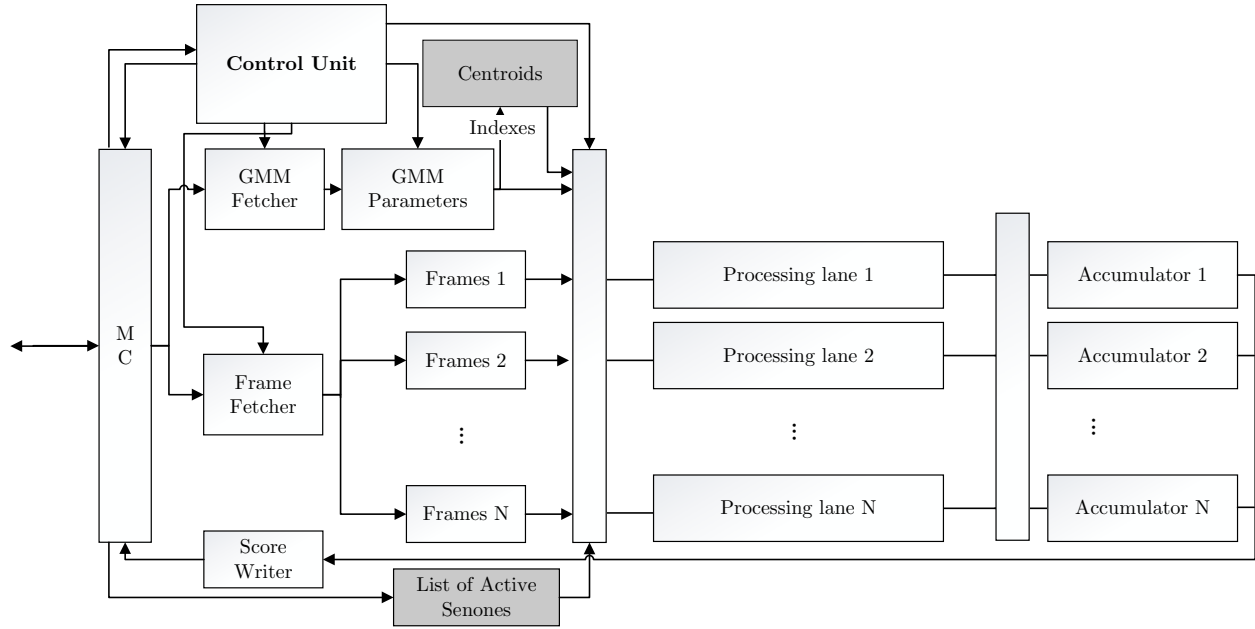 Control Unit
Centroids
Indexes
GMM
Fetcher
GMM
Parameters
M
C
Frames 1
Processing lane 1
Accumulator 1
Frames 2
Processing lane 2
Accumulator 2
Frame
Fetcher
Frames N
Processing lane N
Accumulator N
Score
Writer
List of Active
Senones